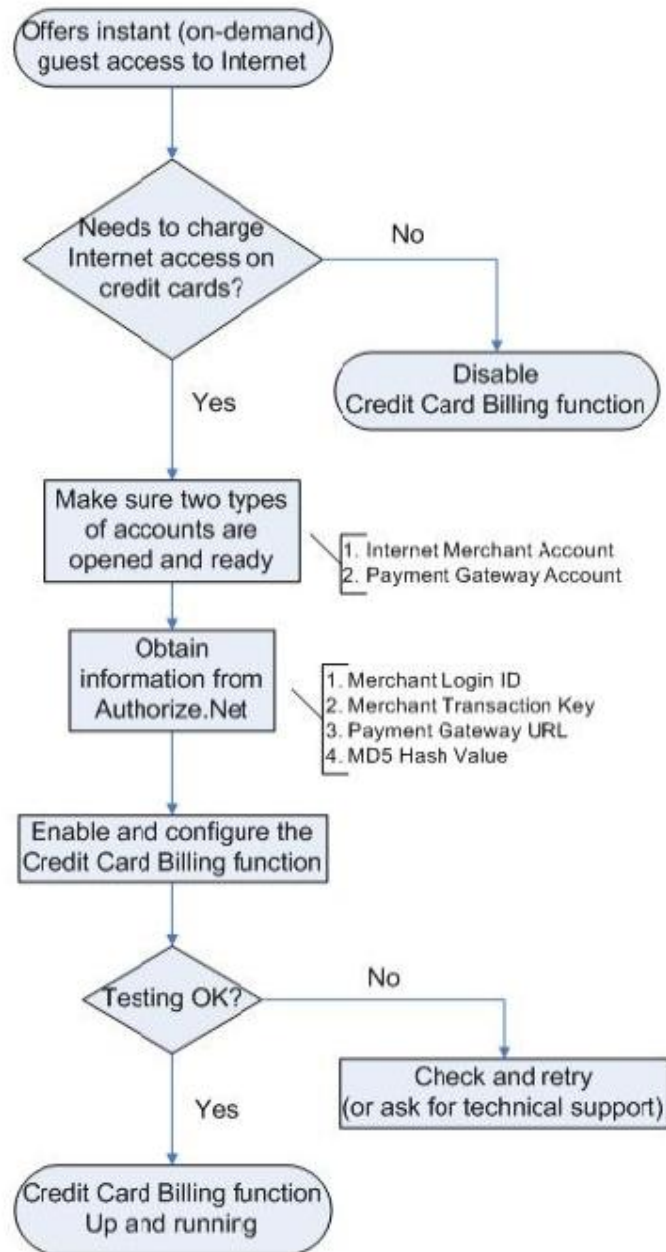 Offers instant (on-demand)
guest access to Internet
Needs to charge
Internet access on
credit cards?
No
Disable
Credit Card Billing function
Yes
Make sure two types
of accounts are
opened and ready
1. Internet Merchant Account
2. Payment Gateway Account
Obtain
information from
Authorize.Net
1. Merchant Login ID
2. Merchant Transaction Key
3. Payment Gateway URL
4. MD5 Hash Value
Enable and configure the
Credit Card Billing function
Testing OK?
No
Check and retry
(or ask for technical support)
Yes
Credit Card Billing function
Up and running